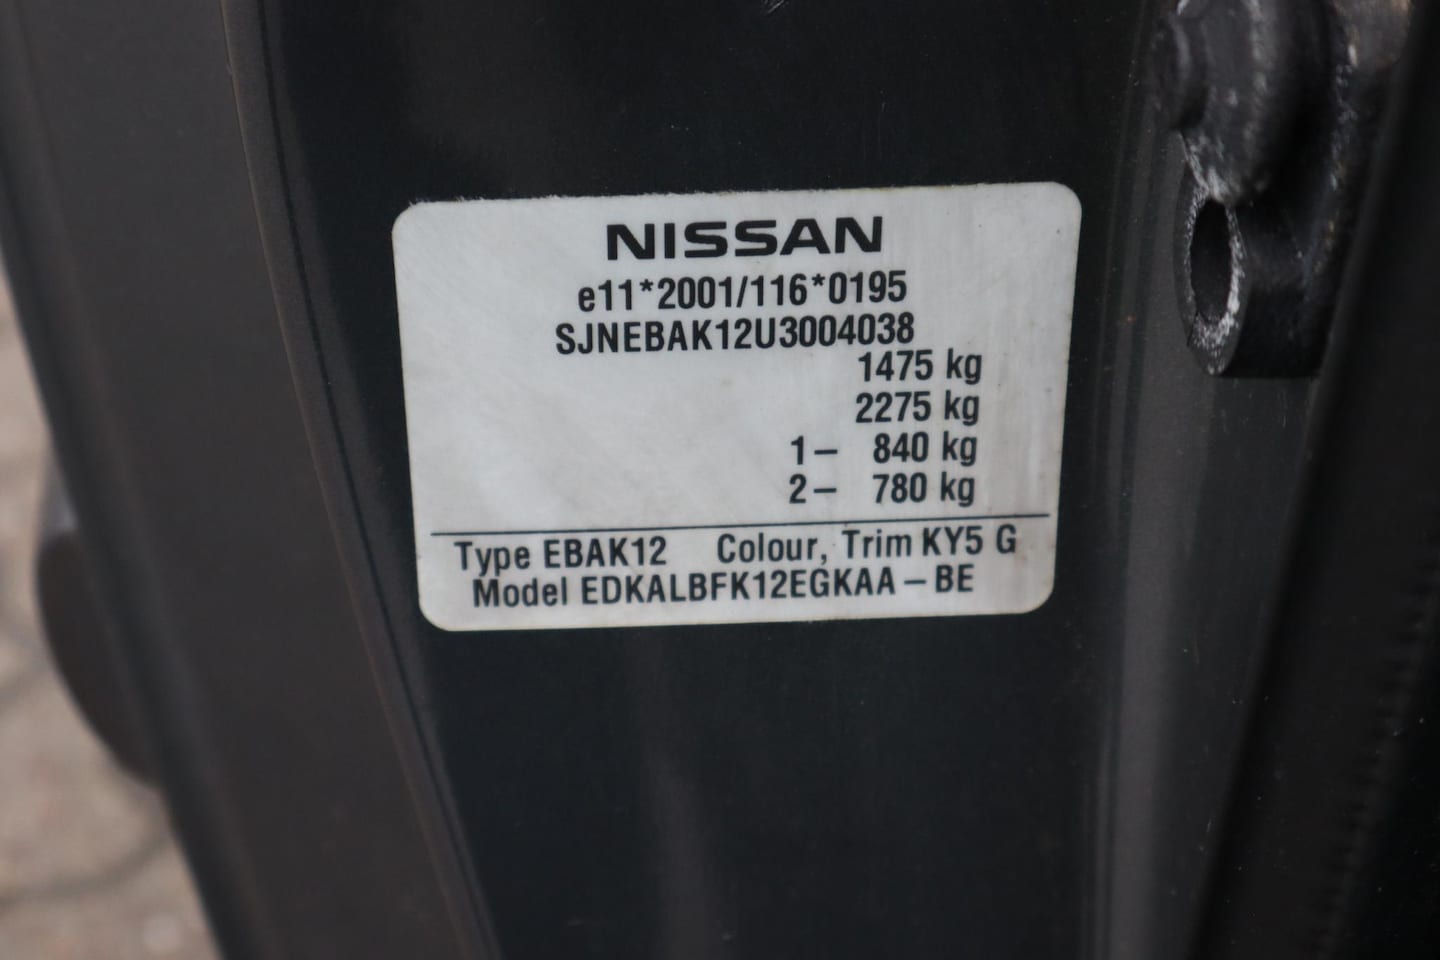 NISSAN
e11*2001/116*0195
SJNEBAK12U3004038
1475 kg
2275 kg
1– 840 kg
2– 780 kg
Type EBAK12 Colour, Trim KY5 G
Model EDKALBFK12EGKAA – BE